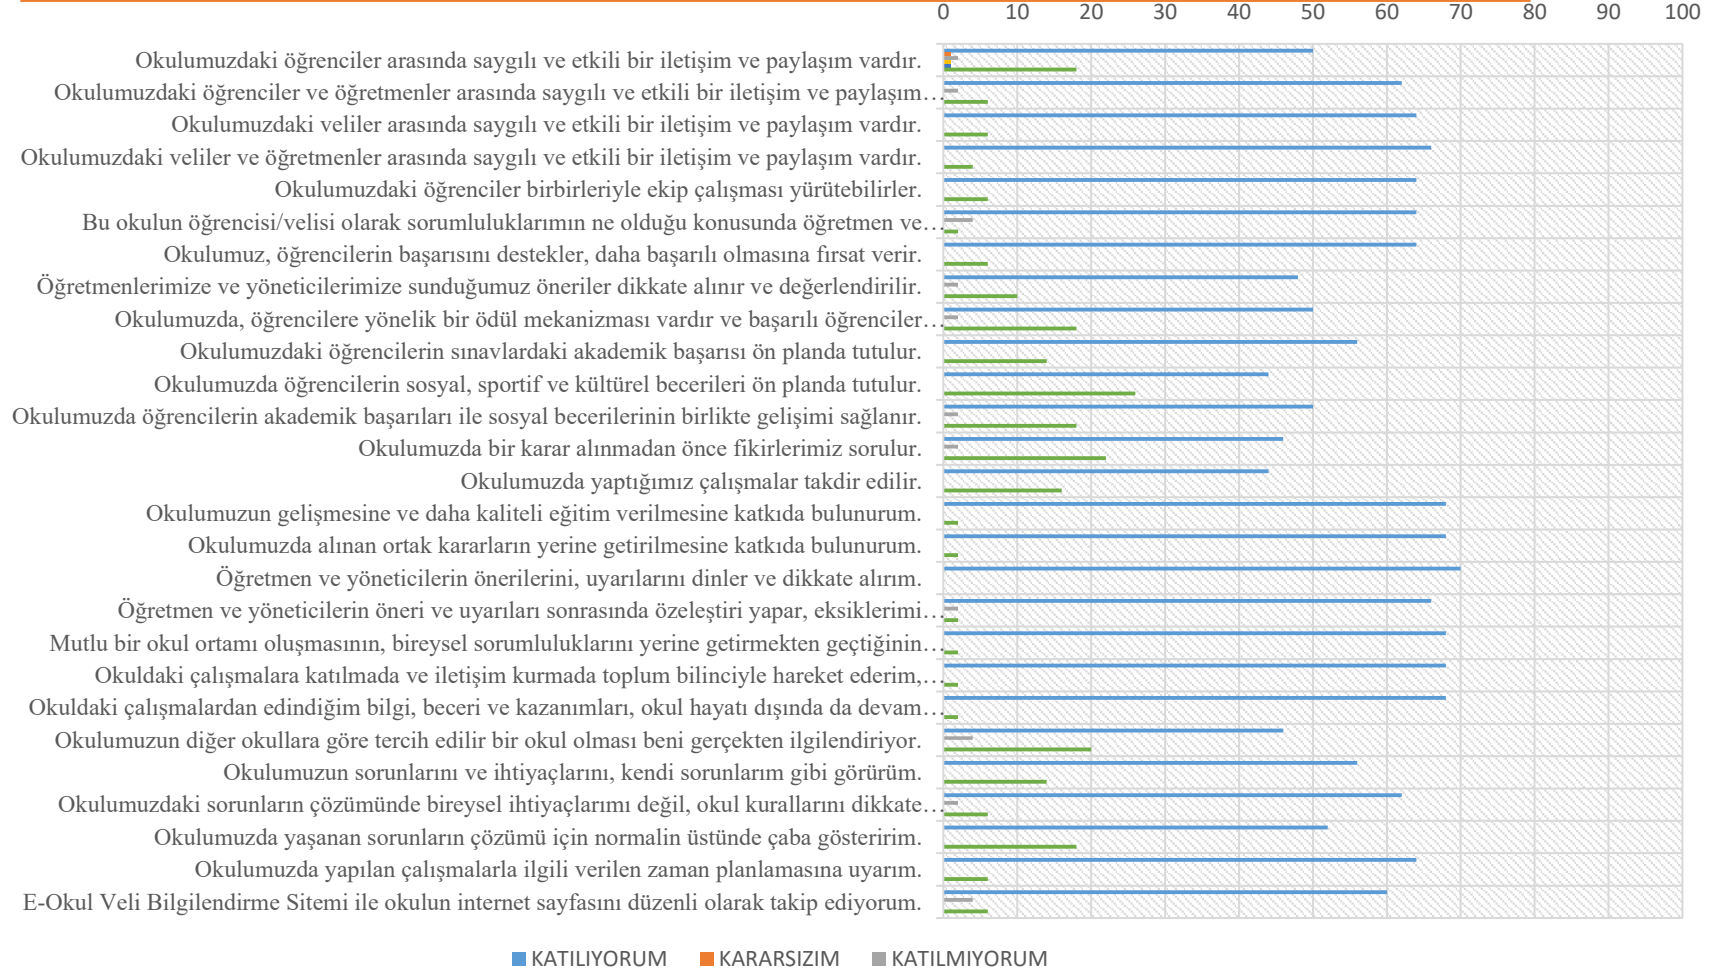 0 10 20 30 40 50 60 70 80 90 100
Okulumuzdaki öğrenciler arasında saygılı ve etkili bir iletişim ve paylaşım vardır.
Okulumuzdaki öğrenciler ve öğretmenler arasında saygılı ve etkili bir iletişim ve paylaşım…
Okulumuzdaki veliler arasında saygılı ve etkili bir iletişim ve paylaşım vardır.
Okulumuzdaki veliler ve öğretmenler arasında saygılı ve etkili bir iletişim ve paylaşım vardır.
Okulumuzdaki öğrenciler birbirleriyle ekip çalışması yürütebilirler.
Bu okulun öğrencisi/velisi olarak sorumluluklarımın ne olduğu konusunda öğretmen ve…
Okulumuz, öğrencilerin başarısını destekler, daha başarılı olmasına fırsat verir.
Öğretmenlerimize ve yöneticilerimize sunduğumuz öneriler dikkate alınır ve değerlendirilir.
Okulumuzda, öğrencilere yönelik bir ödül mekanizması vardır ve başarılı öğrenciler…
Okulumuzdaki öğrencilerin sınavlardaki akademik başarısı ön planda tutulur.
Okulumuzda öğrencilerin sosyal, sportif ve kültürel becerileri ön planda tutulur.
Okulumuzda öğrencilerin akademik başarıları ile sosyal becerilerinin birlikte gelişimi sağlanır.
Okulumuzda bir karar alınmadan önce fikirlerimiz sorulur.
Okulumuzda yaptığımız çalışmalar takdir edilir.
Okulumuzun gelişmesine ve daha kaliteli eğitim verilmesine katkıda bulunurum.
Okulumuzda alınan ortak kararların yerine getirilmesine katkıda bulunurum.
Öğretmen ve yöneticilerin önerilerini, uyarılarını dinler ve dikkate alırım.
Öğretmen ve yöneticilerin öneri ve uyarıları sonrasında özeleştiri yapar, eksiklerimi…
Mutlu bir okul ortamı oluşmasının, bireysel sorumluluklarını yerine getirmekten geçtiğinin…
Okuldaki çalışmalara katılmada ve iletişim kurmada toplum bilinciyle hareket ederim,…
Okuldaki çalışmalardan edindiğim bilgi, beceri ve kazanımları, okul hayatı dışında da devam…
Okulumuzun diğer okullara göre tercih edilir bir okul olması beni gerçekten ilgilendiriyor.
Okulumuzun sorunlarını ve ihtiyaçlarını, kendi sorunlarım gibi görürüm.
Okulumuzdaki sorunların çözümünde bireysel ihtiyaçlarımı değil, okul kurallarını dikkate…
Okulumuzda yaşanan sorunların çözümü için normalin üstünde çaba gösteririm.
Okulumuzda yapılan çalışmalarla ilgili verilen zaman planlamasına uyarım.
E-Okul Veli Bilgilendirme Sitemi ile okulun internet sayfasını düzenli olarak takip ediyorum.
KATILIYORUM KARARSIZIM KATILMIYORUM